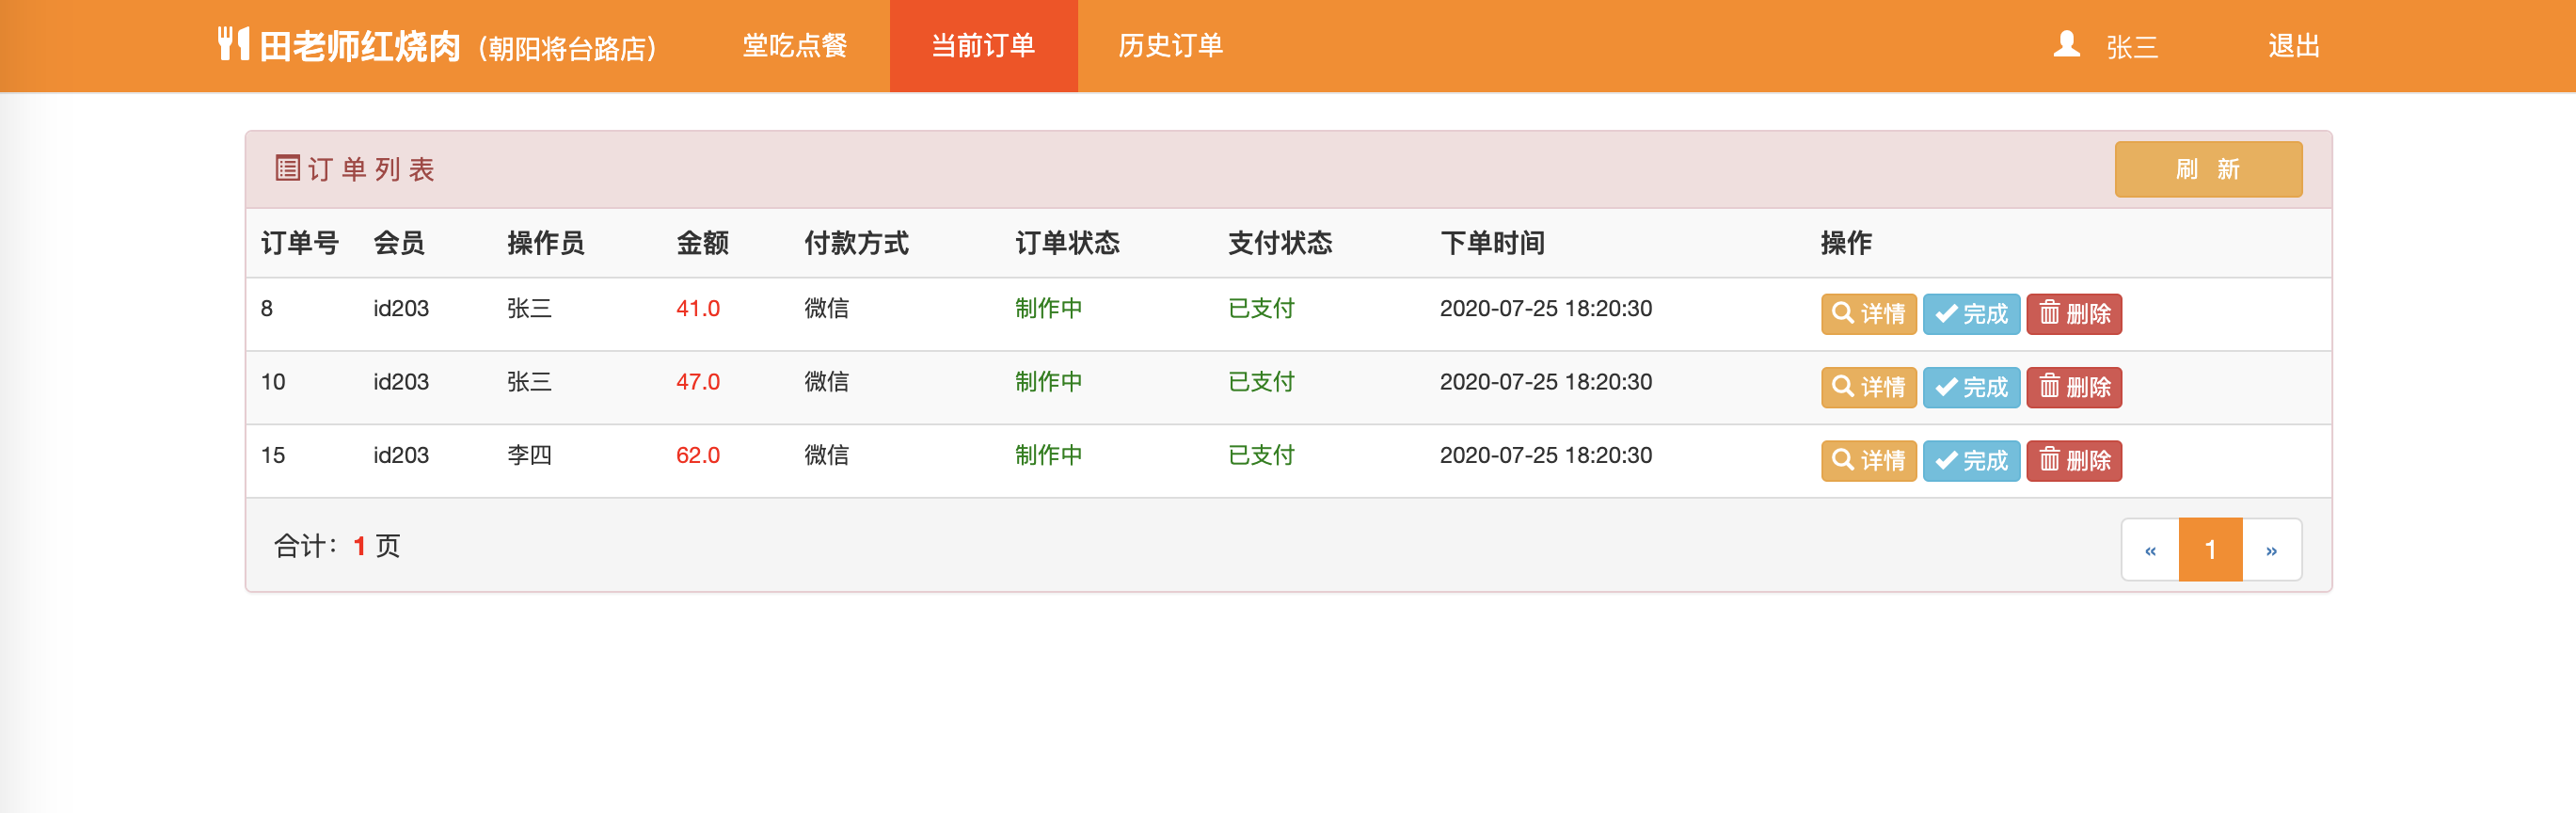 田老师红烧肉（朝阳将台路店） 堂吃点餐 当前订单 历史订单 张三 退出
订 单 列 表 刷 新
订单号 会员 操作员 金额 付款方式 订单状态 支付状态 下单时间 操作
8 id203 张三 41.0 微信 制作中 已支付 2020-07-25 18:20:30 详情 完成 删除
10 id203 张三 47.0 微信 制作中 已支付 2020-07-25 18:20:30 详情 完成 删除
15 id203 李四 62.0 微信 制作中 已支付 2020-07-25 18:20:30 详情 完成 删除
合计：1 页 « 1 »